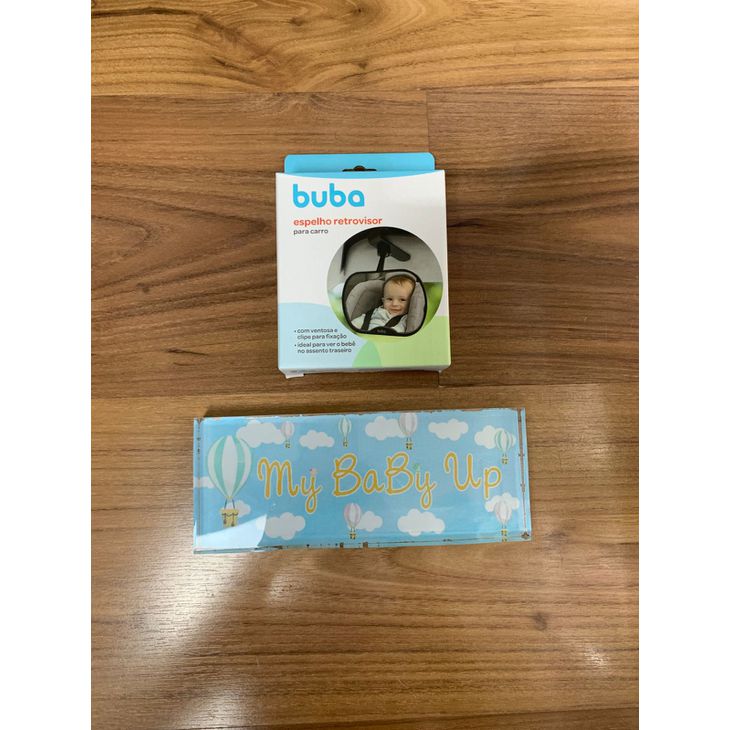 buba
espelho retrovisor
para carro
• com ventosa e
clipe para fixação
• ideal para ver o bebê
no assento traseiro
My BaBy Up